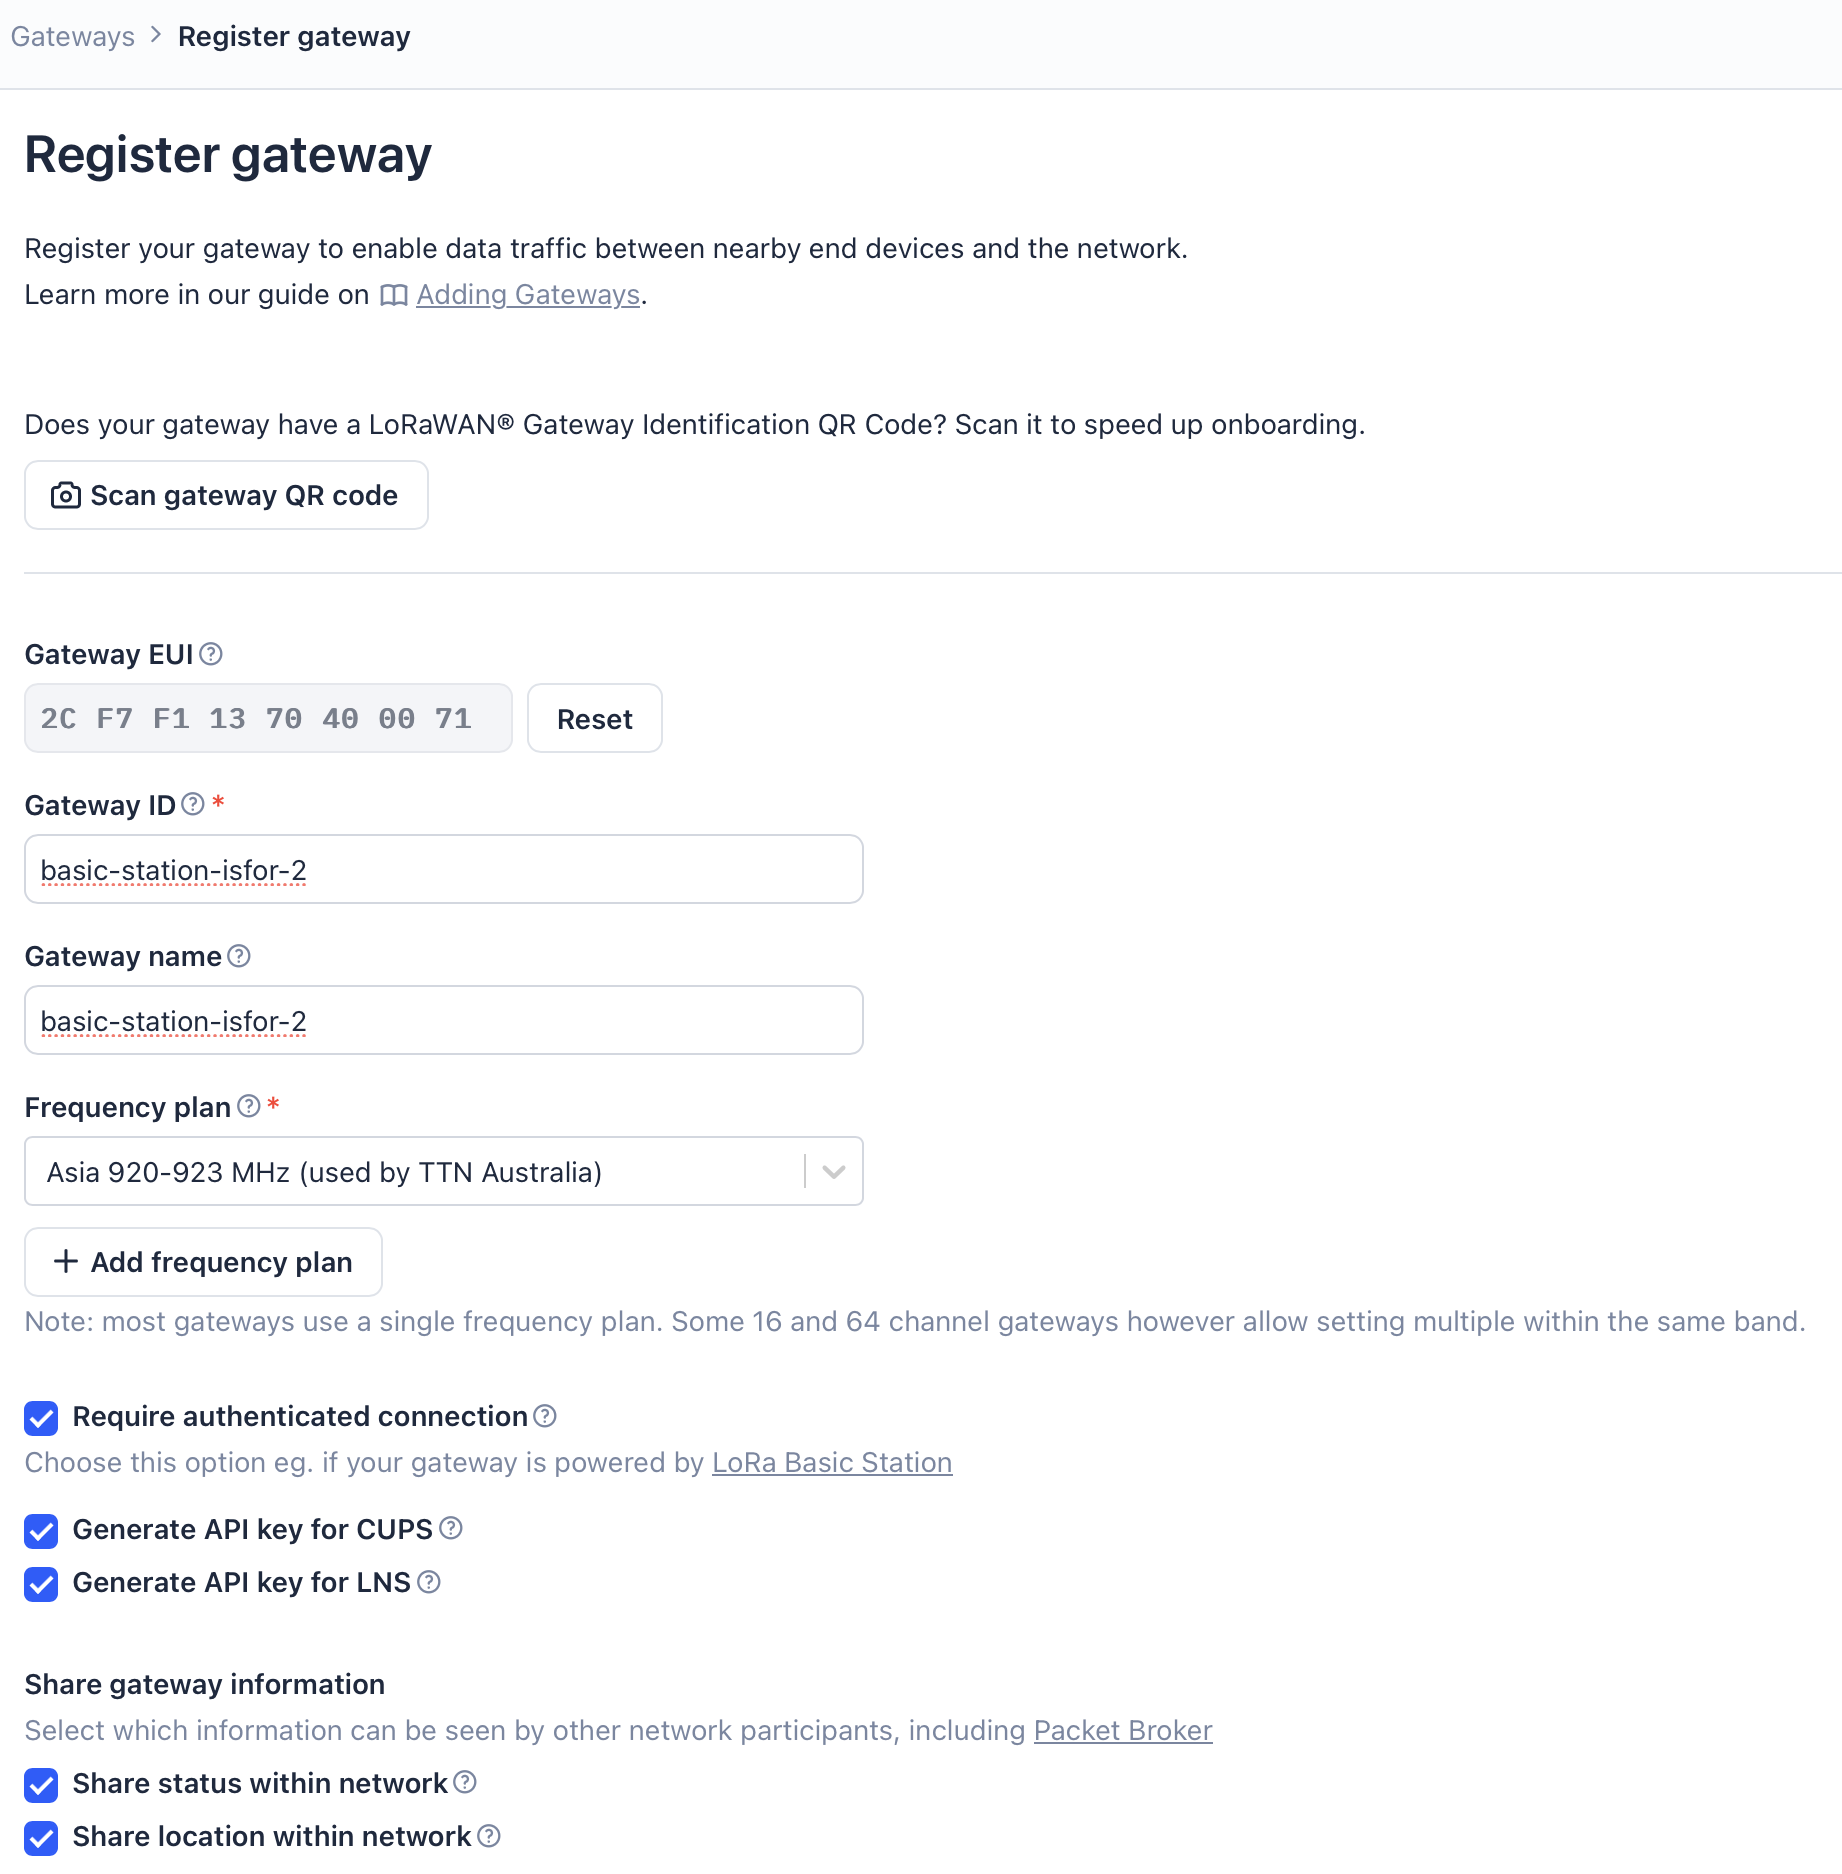 Gateways > Register gateway
Register gateway
Register your gateway to enable data traffic between nearby end devices and the network.
Learn more in our guide on Adding Gateways.
Does your gateway have a LoRaWAN® Gateway Identification QR Code? Scan it to speed up onboarding.
Scan gateway QR code
Gateway EUI
2C F7 F1 13 70 40 00 71 Reset
Gateway ID *
basic-station-isfor-2
Gateway name
basic-station-isfor-2
Frequency plan *
Asia 920-923 MHz (used by TTN Australia)
+ Add frequency plan
Note: most gateways use a single frequency plan. Some 16 and 64 channel gateways however allow setting multiple within the same band.
Require authenticated connection
Choose this option eg. if your gateway is powered by LoRa Basic Station
Generate API key for CUPS
Generate API key for LNS
Share gateway information
Select which information can be seen by other network participants, including Packet Broker
Share status within network
Share location within network